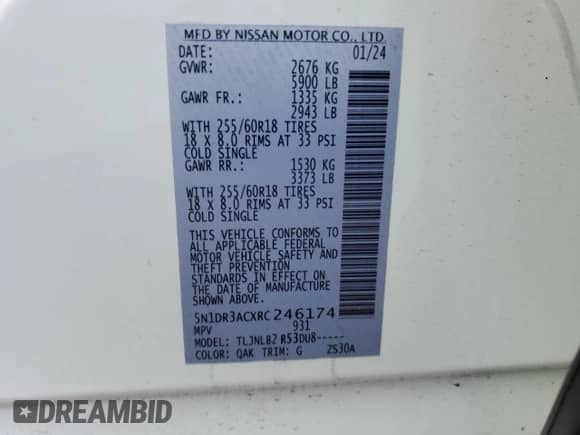 MFD BY NISSAN MOTOR CO., LTD.
DATE: 01/24
GVWR: 2676 KG
5900 LB
GAWR FR.: 1335 KG
2943 LB
WITH 255/60R18 TIRES
18 X 8.0 RIMS AT 33 PSI
COLD SINGLE
GAWR RR.: 1530 KG
3373 LB
WITH 255/60R18 TIRES
18 X 8.0 RIMS AT 33 PSI
COLD SINGLE
THIS VEHICLE CONFORMS TO
ALL APPLICABLE FEDERAL
MOTOR VEHICLE SAFETY AND
THEFT PREVENTION
STANDARDS IN EFFECT ON
THE DATE OF MANUFACTURE
SHOWN ABOVE.
5N1DR3ACXRC246174
MPV 931
MODEL: TLJNLB2 R53DU8-----
COLOR: QAK TRIM: G ZS30A
DREAMBID